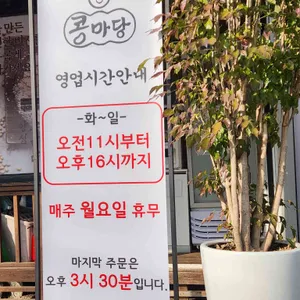 콩마당
영업시간안내
-화~일-
오전11시부터
오후16시까지
매주 월요일 휴무
마지막 주문은
오후 3시 30분입니다.